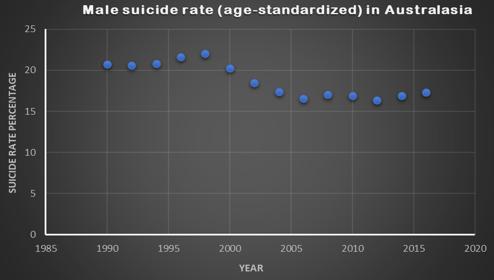 Male suicide rate (age-standardized) in Australasia
25
20
15
10
5
0
SUICIDE RATE PERCENTAGE
1985 1990 1995 2000 2005 2010 2015 2020
YEAR